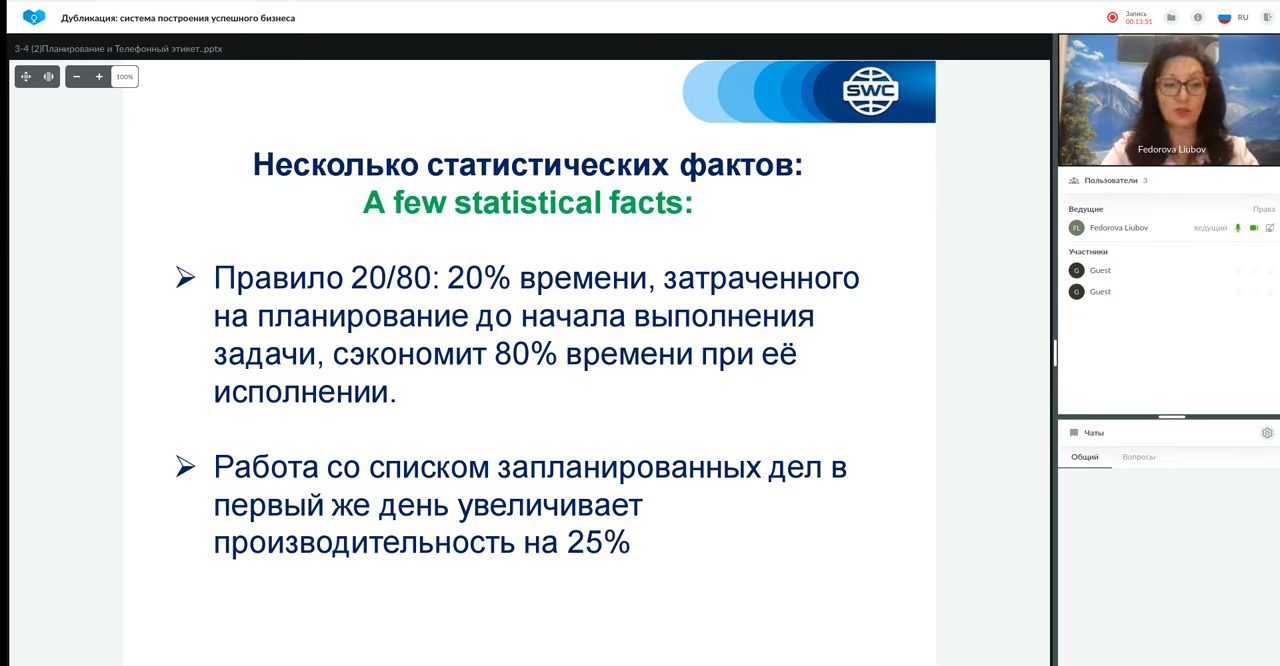 Дубликация: система построения успешного бизнеса
Запись
00:13:51
RU
3-4 (2)Планирование и Телефонный этикет..pptx
100%
SWC
Несколько статистических фактов:
A few statistical facts:
Правило 20/80: 20% времени, затраченного
на планирование до начала выполнения
задачи, сэкономит 80% времени при её
исполнении.
Работа со списком запланированных дел в
первый же день увеличивает
производительность на 25%
Fedorova Liubov
Пользователи 3
Ведущие Права
FL Fedorova Liubov ведущий
Участники
G Guest
G Guest
Чаты
Общий Вопросы